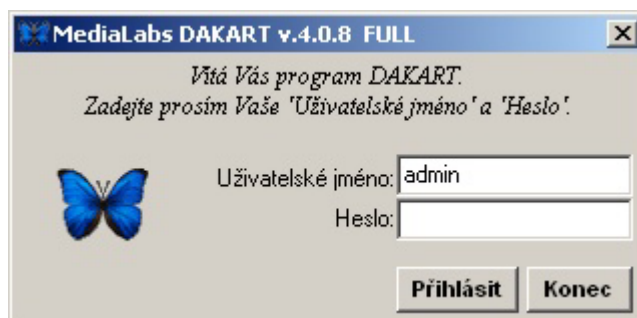 MediaLabs DAKART v.4.0.8 FULL
Vítá Vás program DAKART.
Zadejte prosím Vaše 'Uživatelské jméno' a 'Heslo'.
Uživatelské jméno: admin
Heslo:
Přihlásit Konec